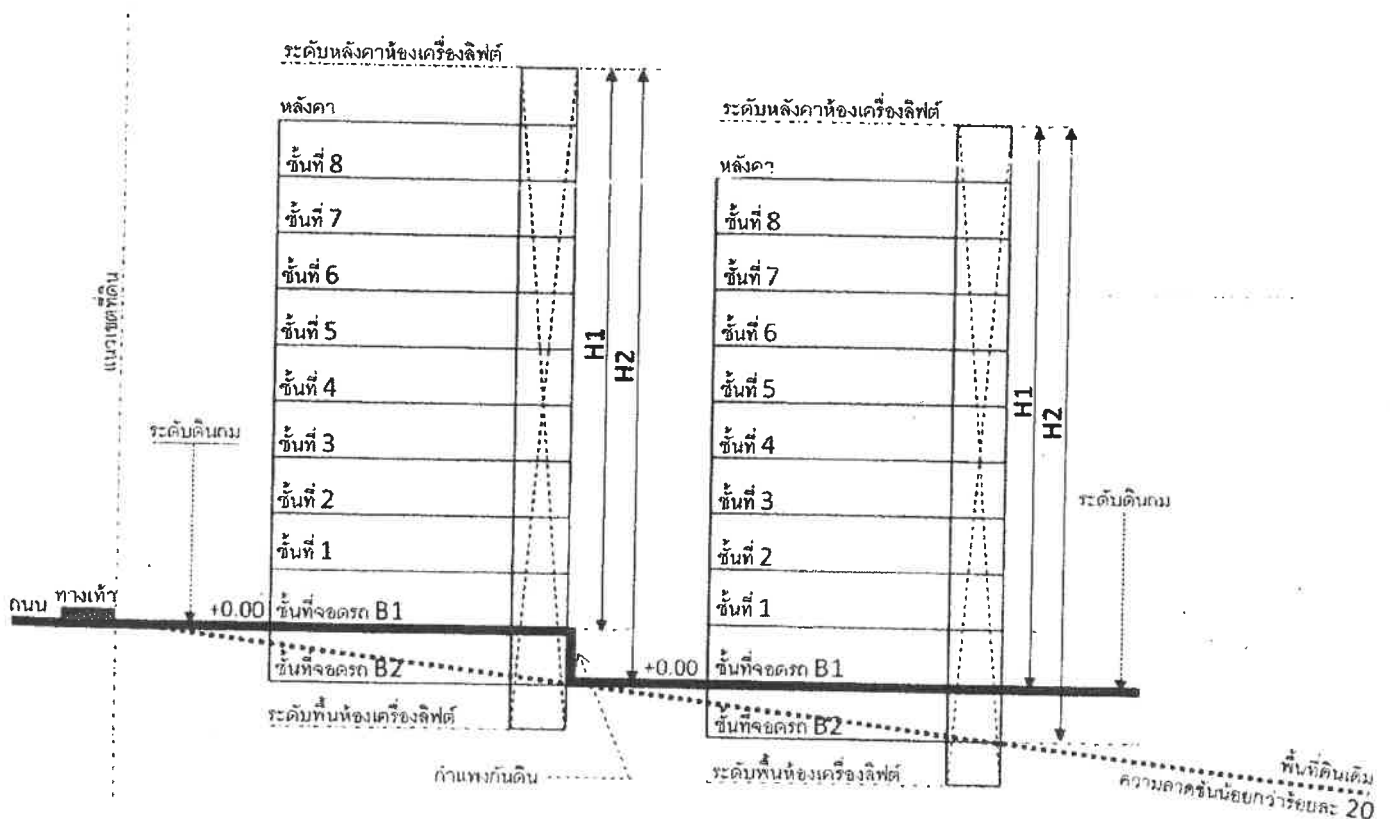 ระดับหลังคาห้องเครื่องลิฟต์
หลังคา
ชั้นที่ 8
ชั้นที่ 7
ชั้นที่ 6
ชั้นที่ 5
ชั้นที่ 4
ชั้นที่ 3
ชั้นที่ 2
ชั้นที่ 1
+0.00 ชั้นที่จอดรถ B1
ชั้นที่จอดรถ B2
ระดับพื้นห้องเครื่องลิฟต์
H1
H2
แนวเขตที่ดิน
ระดับดินถม
ถนน
ทางเท้า
กำแพงกันดิน
ระดับหลังคาห้องเครื่องลิฟต์
หลังคา
ชั้นที่ 8
ชั้นที่ 7
ชั้นที่ 6
ชั้นที่ 5
ชั้นที่ 4
ชั้นที่ 3
ชั้นที่ 2
ชั้นที่ 1
+0.00 ชั้นที่จอดรถ B1
ชั้นที่จอดรถ B2
ระดับพื้นห้องเครื่องลิฟต์
H1
H2
ระดับดินถม
พื้นที่ดินเดิม
ความลาดชันน้อยกว่าร้อยละ 20